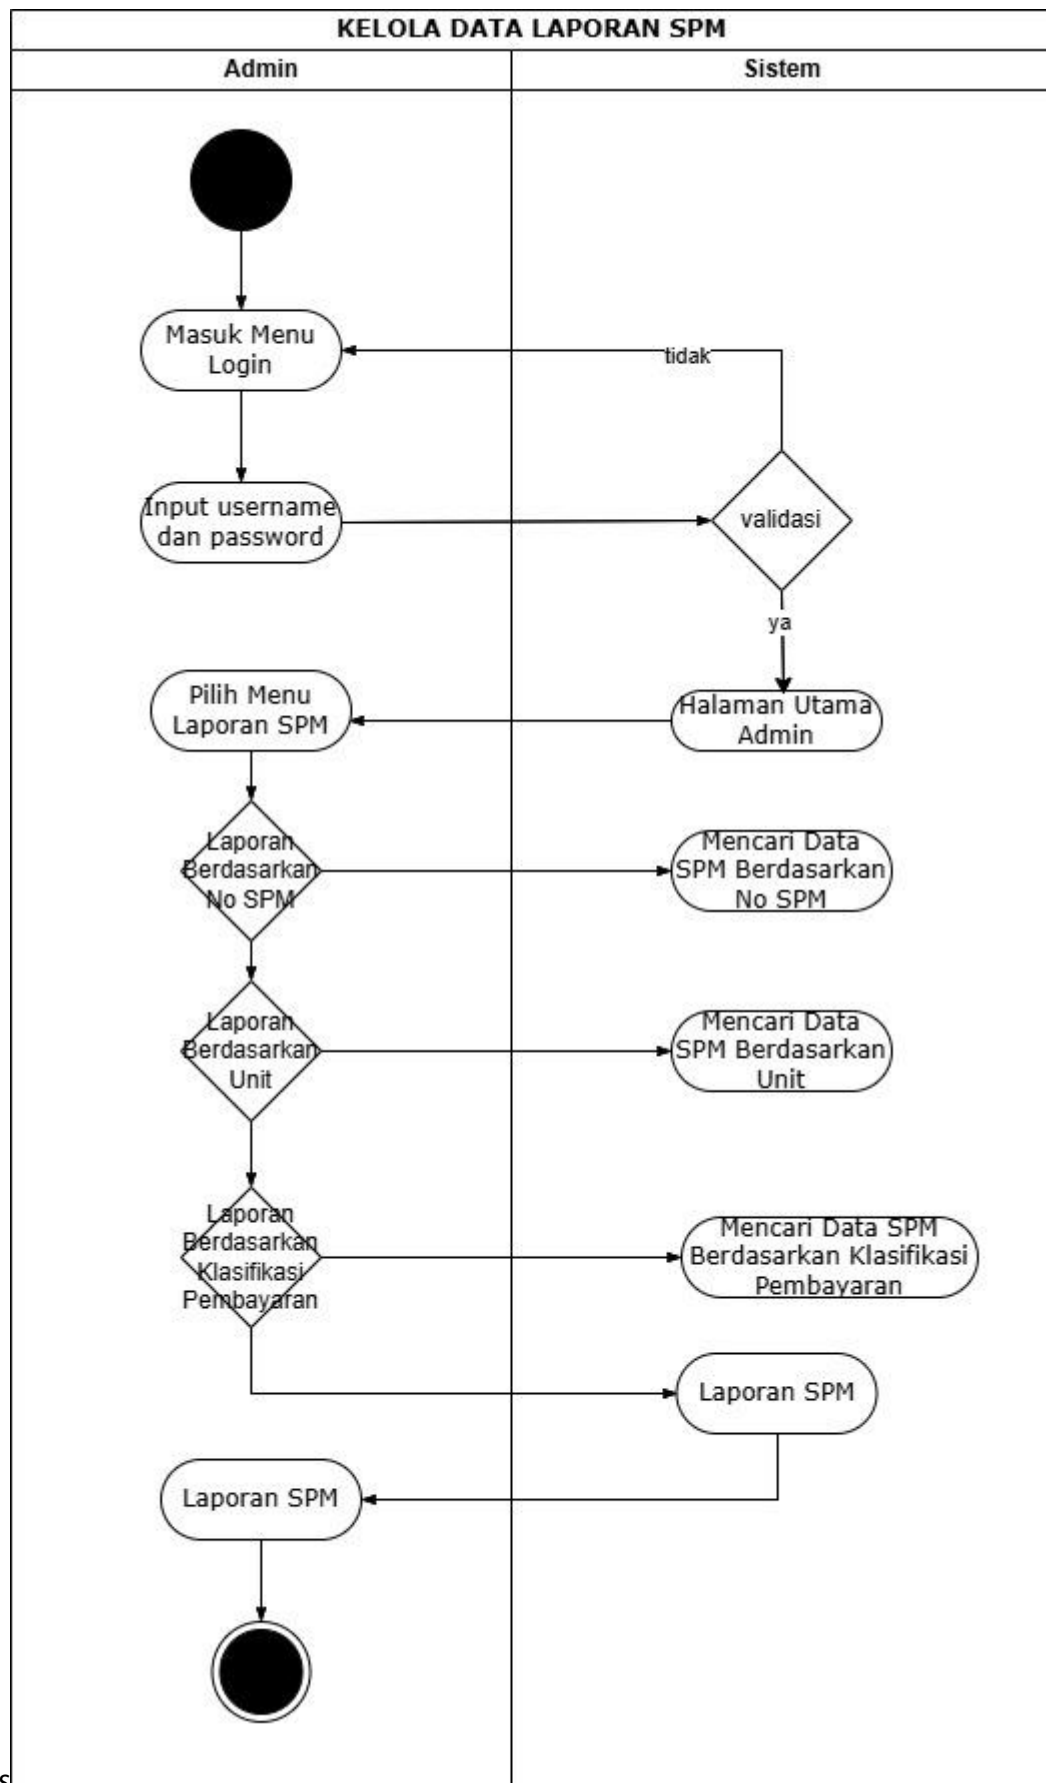 KELOLA DATA LAPORAN SPM
Admin
Sistem
Masuk Menu
Login
tidak
Input username
dan password
validasi
ya
Pilih Menu
Laporan SPM
Halaman Utama
Admin
Laporan
Berdasarkan
No SPM
Mencari Data
SPM Berdasarkan
No SPM
Laporan
Berdasarkan
Unit
Mencari Data
SPM Berdasarkan
Unit
Laporan
Berdasarkan
Klasifikasi
Pembayaran
Mencari Data SPM
Berdasarkan Klasifikasi
Pembayaran
Laporan SPM
Laporan SPM
s